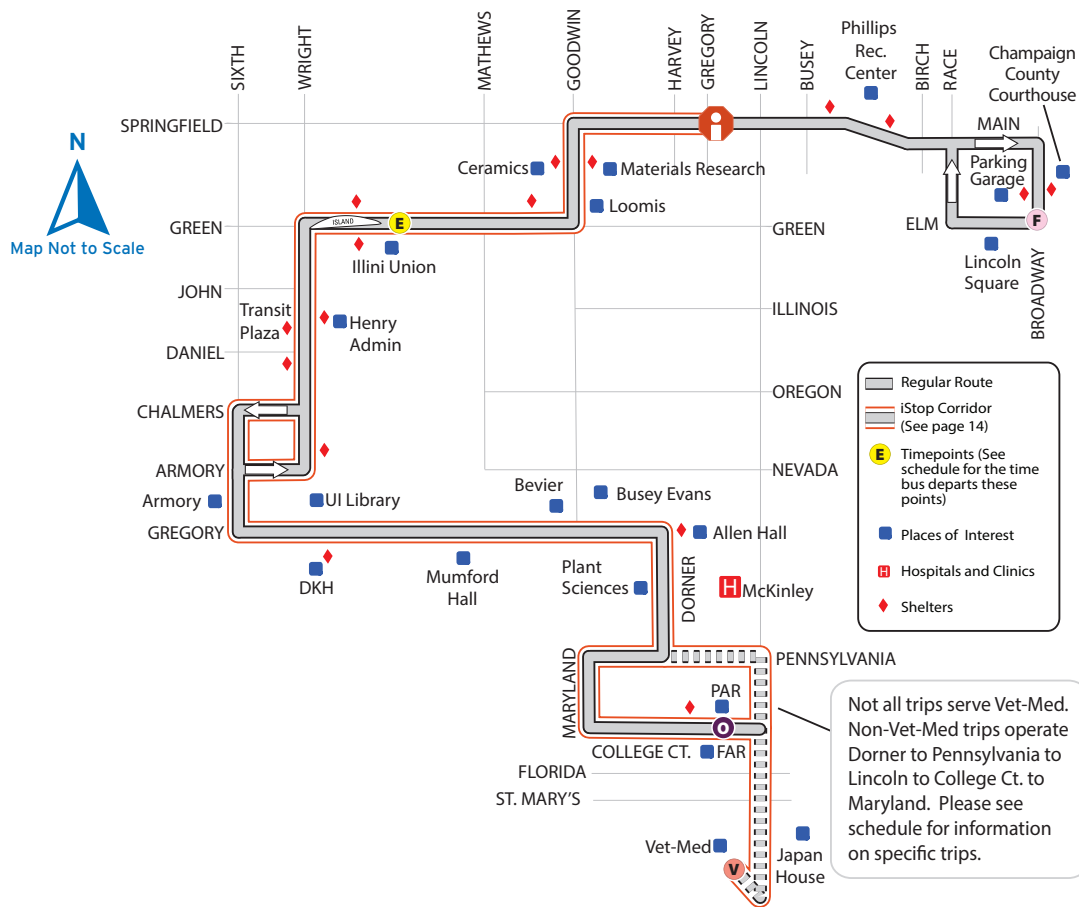 SIXTH
WRIGHT
MATHEWS
GOODWIN
HARVEY
GREGORY
LINCOLN
BUSEY
Phillips
Rec.
Center
BIRCH
RACE
Champaign
County
Courthouse
SPRINGFIELD
MAIN
N
Map Not to Scale
Ceramics
Materials Research
Parking
Garage
Loomis
GREEN
ISLAND
E
GREEN
ELM
F
Illini Union
Lincoln
Square
BROADWAY
JOHN
Transit
Plaza
Henry
Admin
ILLINOIS
DANIEL
CHALMERS
OREGON
ARMORY
NEVADA
Armory
UI Library
Bevier
Busey Evans
GREGORY
Allen Hall
DKH
Mumford
Hall
Plant
Sciences
DORNER
H
McKinley
MARYLAND
PENNSYLVANIA
PAR
O
COLLEGE CT.
FAR
FLORIDA
ST. MARY'S
Vet-Med
V
Japan
House
Regular Route
iStop Corridor
(See page 14)
E
Timepoints (See
schedule for the time
bus departs these
points)
Places of Interest
H
Hospitals and Clinics
Shelters
Not all trips serve Vet-Med.
Non-Vet-Med trips operate
Dorner to Pennsylvania to
Lincoln to College Ct. to
Maryland.  Please see
schedule for information
on specific trips.